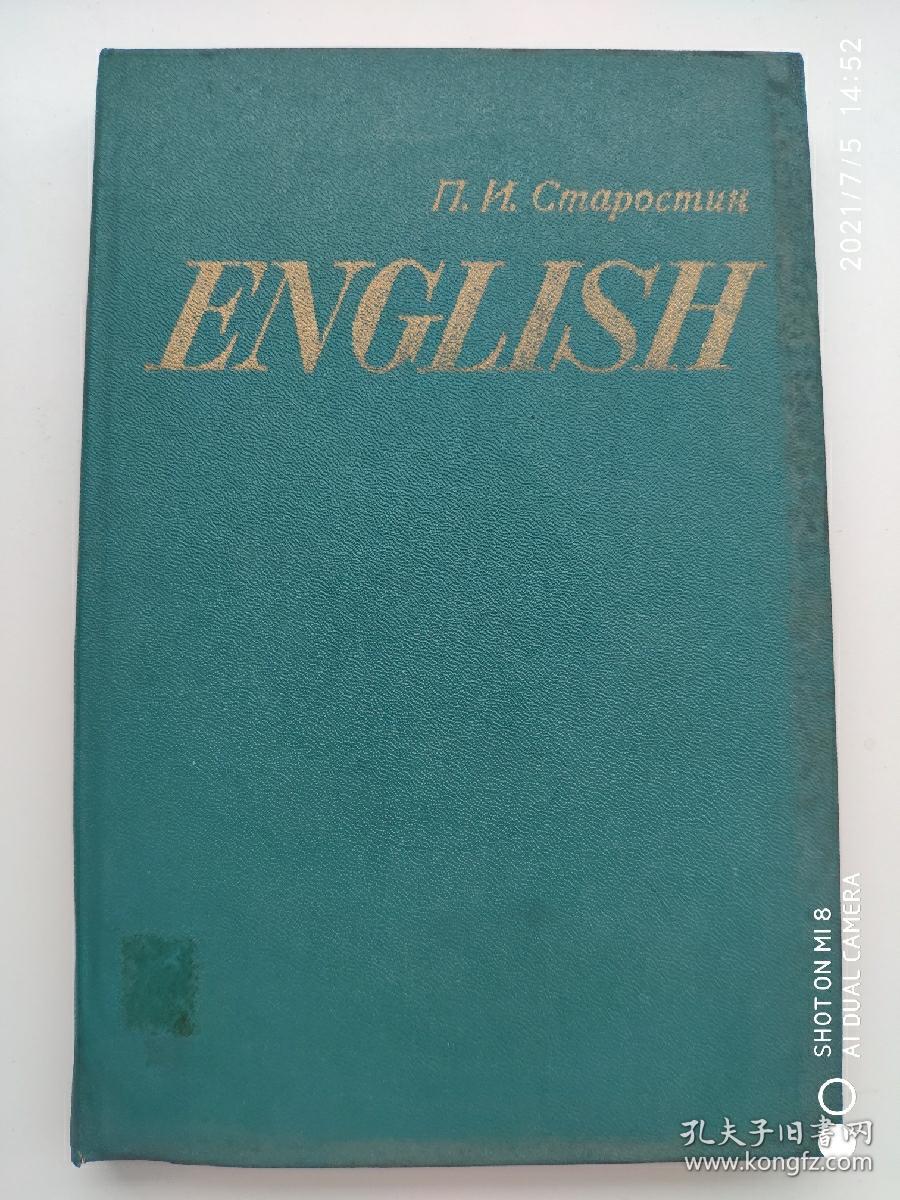 П. И. Старостин
ENGLISH
2021/7/5 14:52
SHOT ON MI 8
AI DUAL CAMERA
孔夫子旧书网
www.kongfz.com